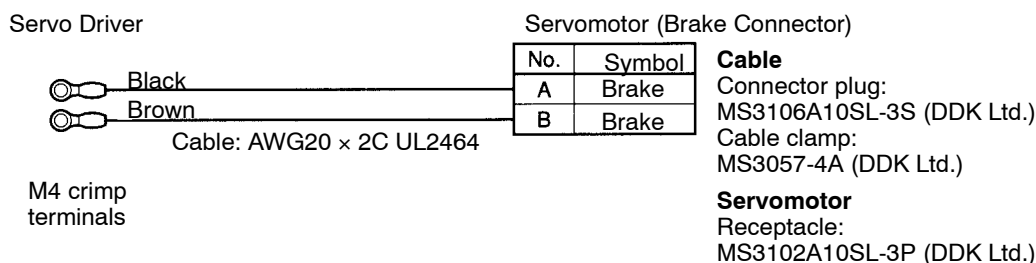 Servo Driver
Servomotor (Brake Connector)
No. Symbol
A Brake
B Brake
Black
Brown
Cable: AWG20 × 2C UL2464
M4 crimp
terminals
Cable
Connector plug:
MS3106A10SL-3S (DDK Ltd.)
Cable clamp:
MS3057-4A (DDK Ltd.)
Servomotor
Receptacle:
MS3102A10SL-3P (DDK Ltd.)